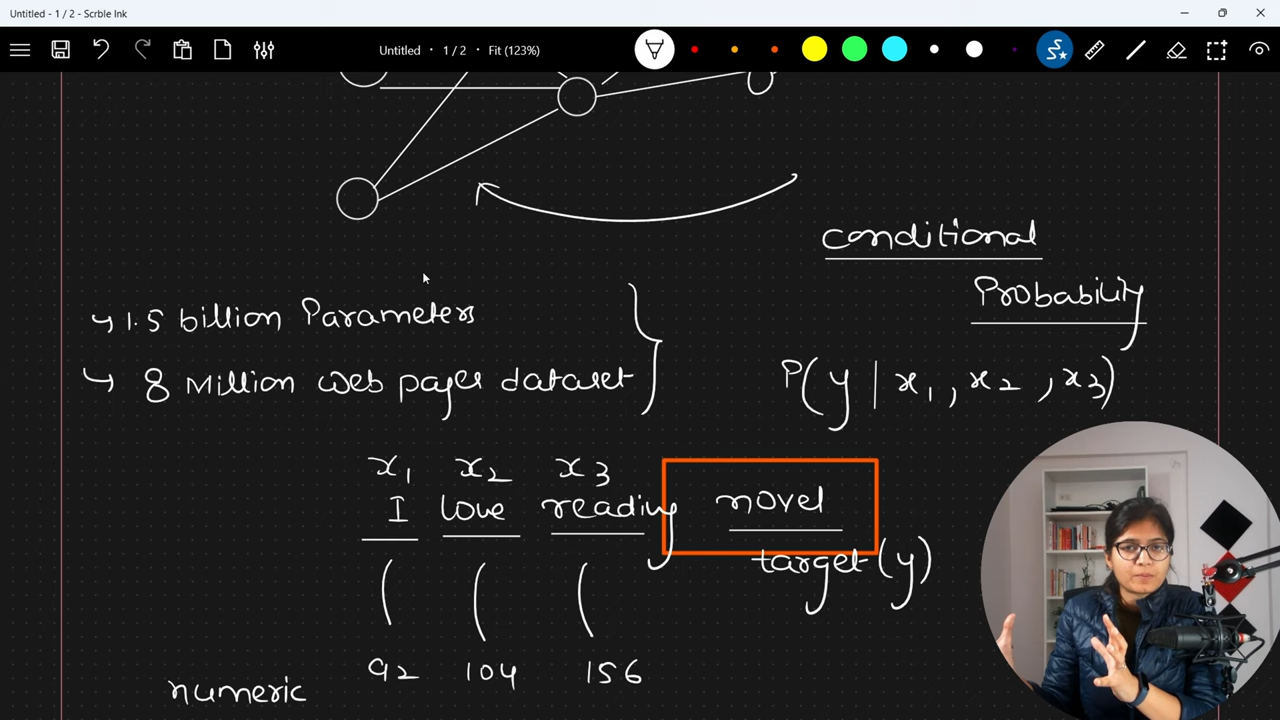 Untitled - 1 / 2 - Scrble Ink
Untitled • 1 / 2 • Fit (123%)
Conditional
Probability
↳ 1.5 billion Parameters
↳ 8 Million web pages dataset
P(y | x1, x2, x3)
x1 x2 x3
I love reading novel
target (y)
92 104 156
numeric